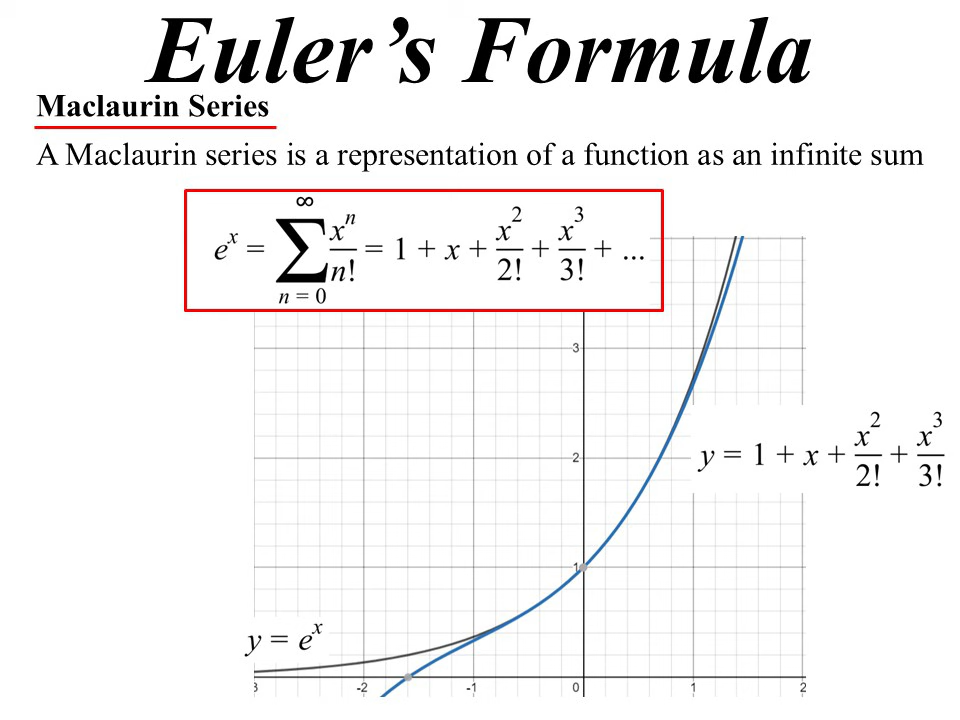 Euler’s Formula
Maclaurin Series
A Maclaurin series is a representation of a function as an infinite sum
e^x = ∑_{n = 0}^{∞} x^n/n! = 1 + x + x^2/2! + x^3/3! + ...
3
y = 1 + x + x^2/2! + x^3/3!
2
1
y = e^x
3 -2 -1 0 1 2